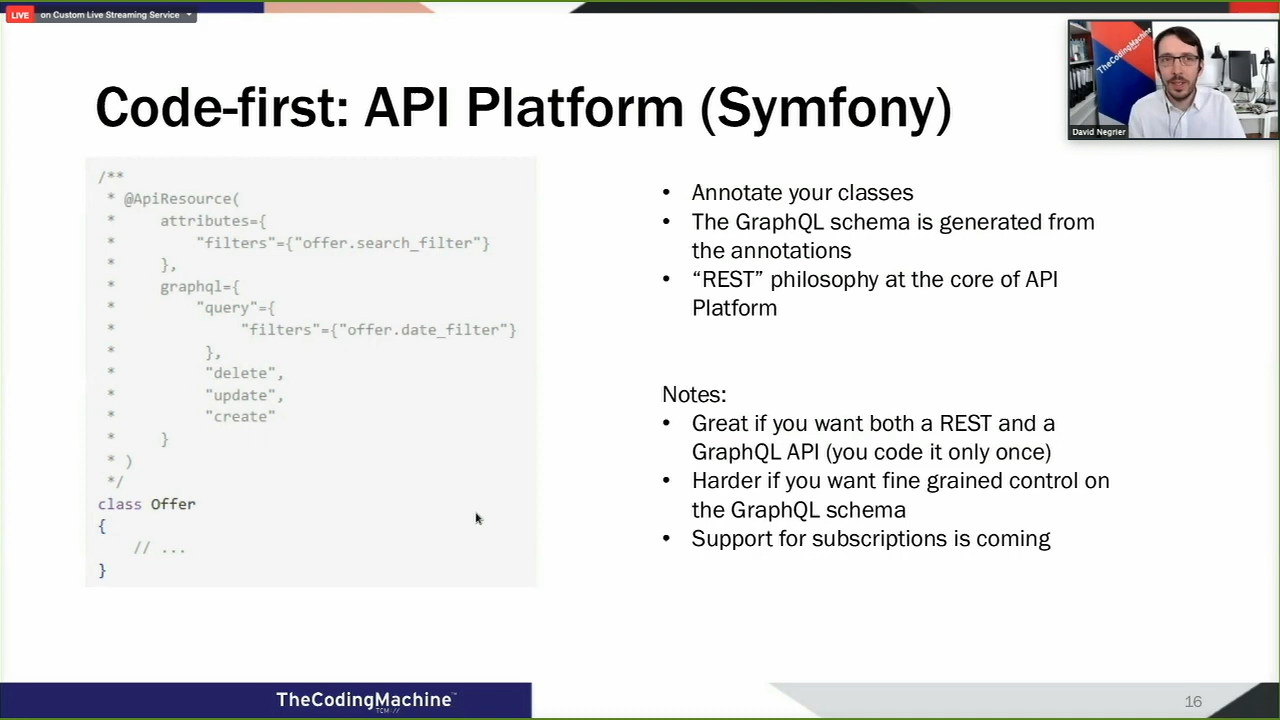 LIVE on Custom Live Streaming Service
Code-first: API Platform (Symfony)
TheCodingMachine
David Negrier
/**
* @ApiResource(
* attributes={
* "filters"={"offer.search_filter"}
* },
* graphql={
* "query"={
* "filters"={"offer.date_filter"}
* },
* "delete",
* "update",
* "create"
* }
* )
*/
class Offer
{
// ...
}
• Annotate your classes
• The GraphQL schema is generated from
the annotations
• “REST” philosophy at the core of API
Platform
Notes:
• Great if you want both a REST and a
GraphQL API (you code it only once)
• Harder if you want fine grained control on
the GraphQL schema
• Support for subscriptions is coming
TheCodingMachine™
TCM://
16